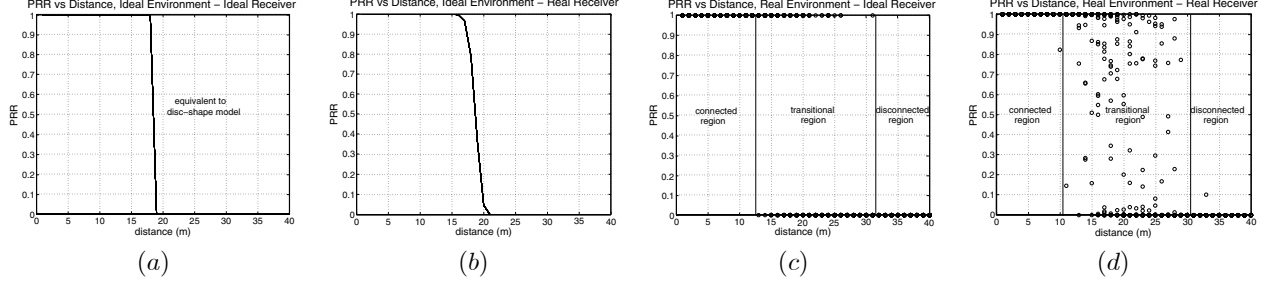 PRR vs Distance, Ideal Environment − Ideal Receiver
1
0.9
0.8
0.7
0.6
0.5
0.4
0.3
0.2
0.1
0
PRR
equivalent to
disc−shape model
0 5 10 15 20 25 30 35 40
distance (m)
(a)
PRR vs Distance, Ideal Environment − Real Receiver
1
0.9
0.8
0.7
0.6
0.5
0.4
0.3
0.2
0.1
0
PRR
0 5 10 15 20 25 30 35 40
distance (m)
(b)
PRR vs Distance, Real Environment − Ideal Receiver
1
0.9
0.8
0.7
0.6
0.5
0.4
0.3
0.2
0.1
0
PRR
connected transitional disconnected
region region region
0 5 10 15 20 25 30 35 40
distance (m)
(c)
PRR vs Distance, Real Environment − Real Receiver
1
0.9
0.8
0.7
0.6
0.5
0.4
0.3
0.2
0.1
0
PRR
connected transitional disconnected
region region region
0 5 10 15 20 25 30 35 40
distance (m)
(d)